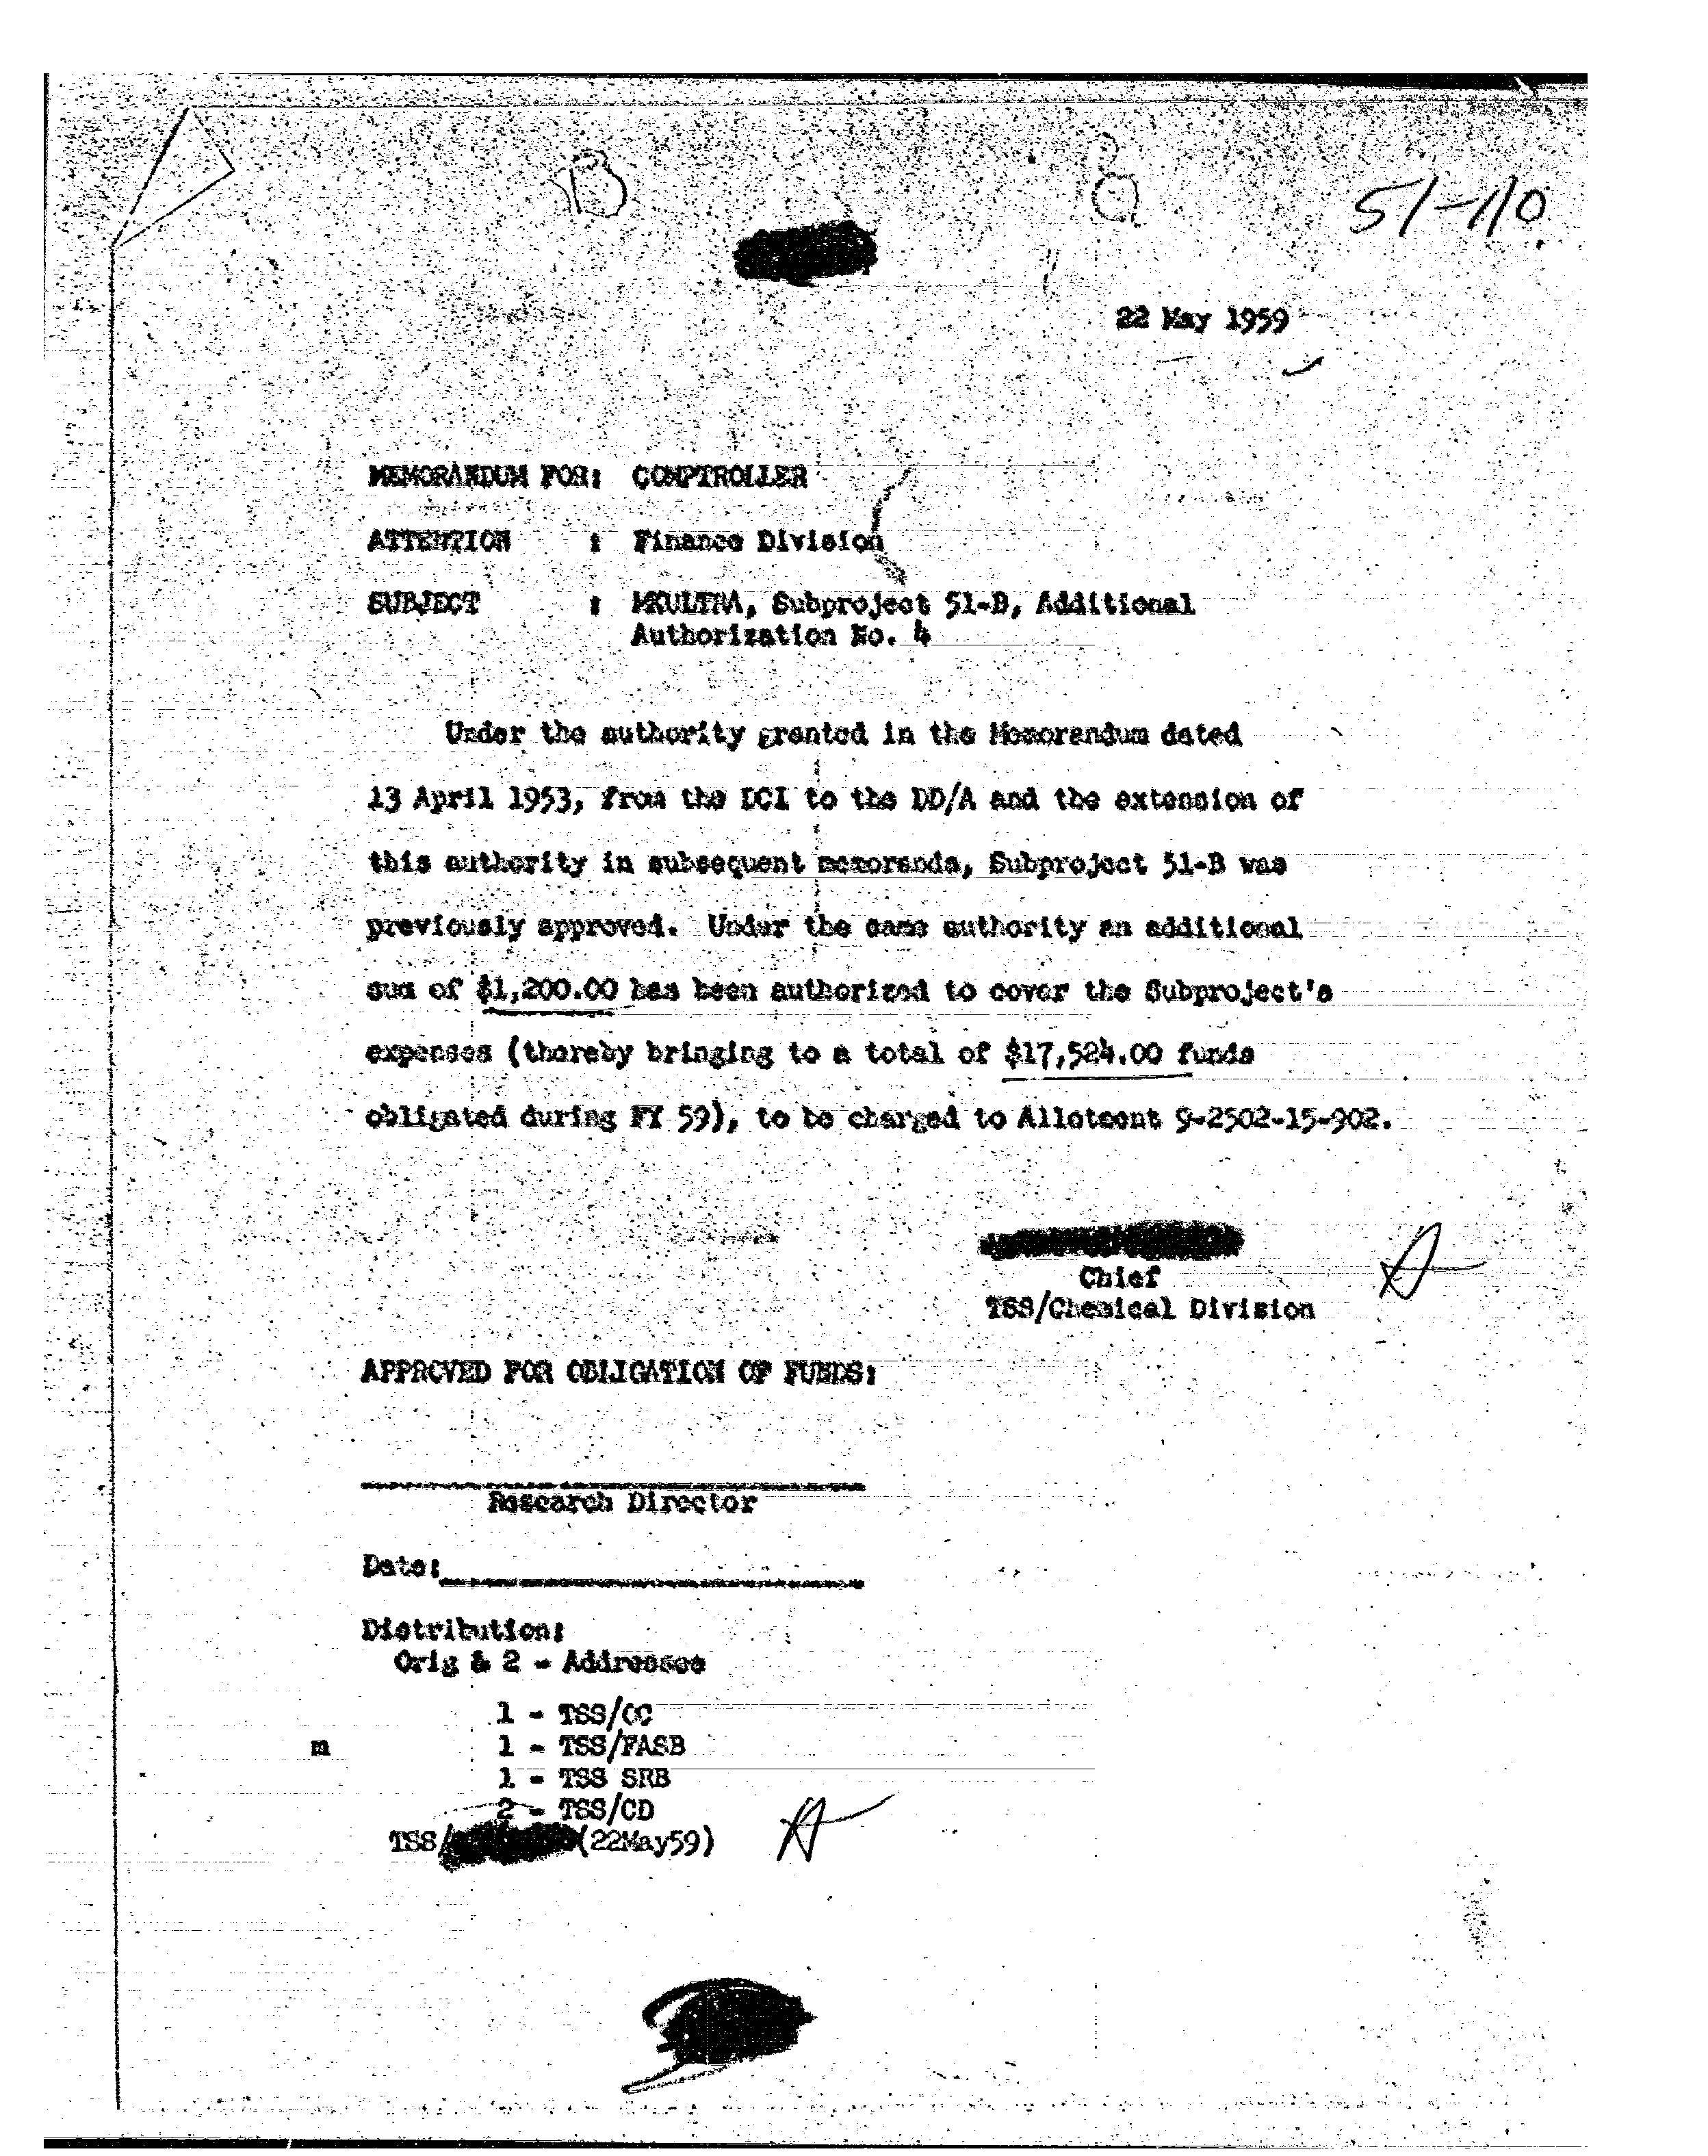 51-110
22 May 1959
MEMORANDUM FOR: COMPTROLLER
ATTENTION : Finance Division
SUBJECT : MKULTRA, Subproject 51-B, Additional
Authorization No. 4
Under the authority granted in the Memorandum dated
13 April 1953, from the DCI to the DD/A and the extension of
this authority in subsequent memoranda, Subproject 51-B was
previously approved. Under the same authority an additional
sum of $1,200.00 has been authorized to cover the Subproject's
expenses (thereby bringing to a total of $17,524.00 funds
obligated during FY 59), to be charged to Allotment 9-2502-15-902.
Chief
TSS/Chemical Division
APPROVED FOR OBLIGATION OF FUNDS:
Research Director
Date:
Distribution:
Orig & 2 - Addressee
1 - TSS/OC
m 1 - TSS/FASB
1 - TSS SRB
2 - TSS/CD
TSS/ (22May59)